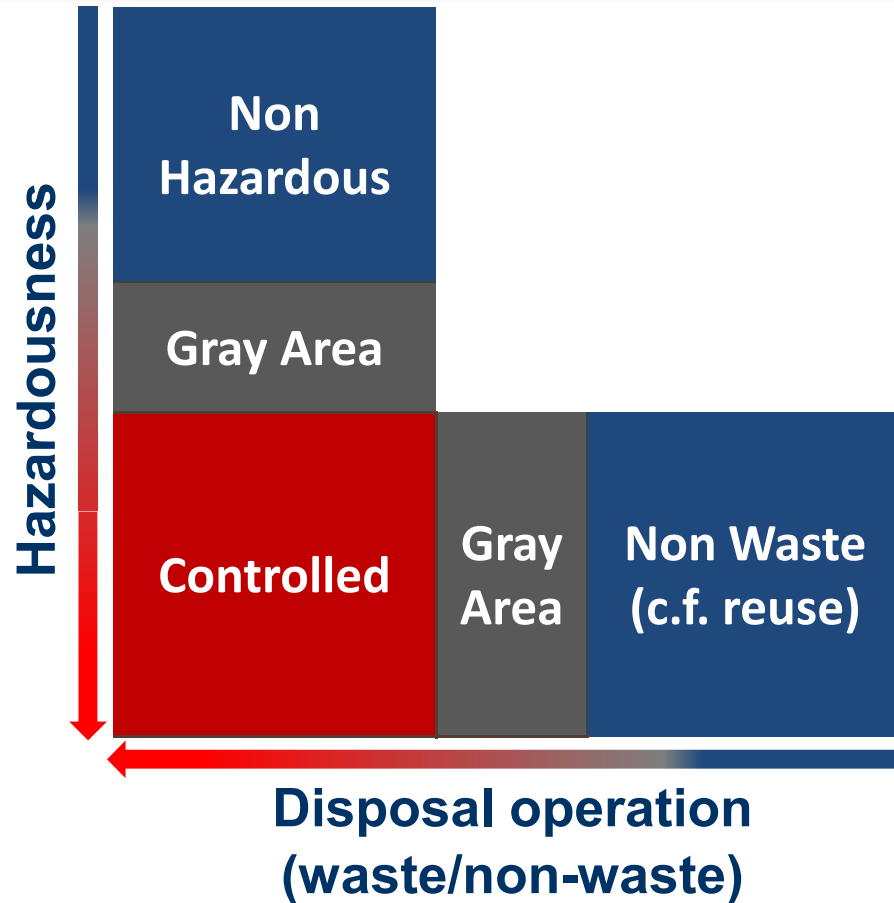 Hazardousness
Non
Hazardous
Gray Area
Controlled
Gray
Area
Non Waste
(c.f. reuse)
Disposal operation
(waste/non-waste)